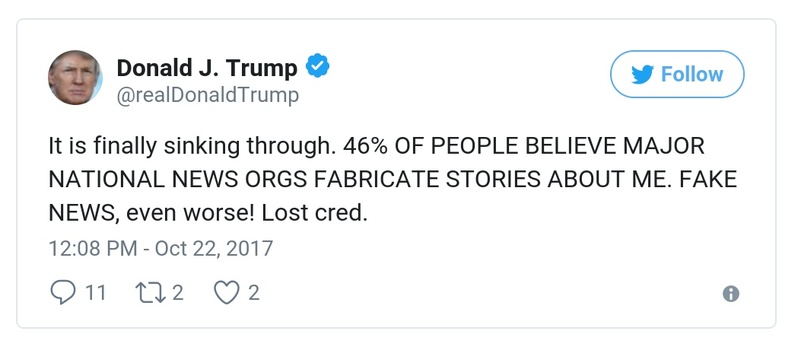 Donald J. Trump
@realDonaldTrump
Follow
It is finally sinking through. 46% OF PEOPLE BELIEVE MAJOR
NATIONAL NEWS ORGS FABRICATE STORIES ABOUT ME. FAKE
NEWS, even worse! Lost cred.
12:08 PM - Oct 22, 2017
11 2 2